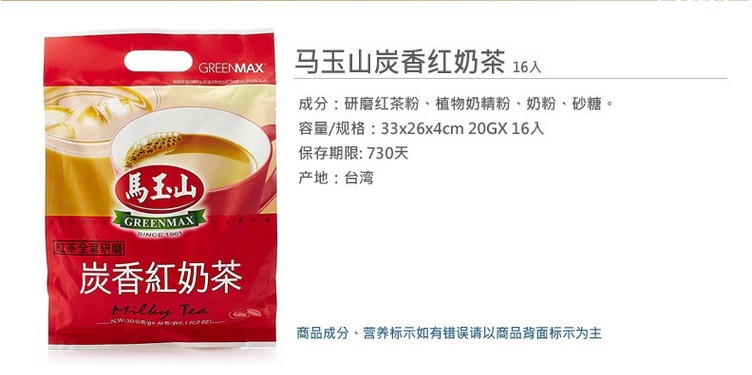 GREENMAX
馬玉山
GREENMAX
SINCE 1965
紅茶全葉研磨
炭香紅奶茶
Milky Tea
马玉山炭香红奶茶 16入
成分：研磨红茶粉、植物奶精粉、奶粉、砂糖。
容量/规格：33x26x4cm 20GX 16入
保存期限: 730天
产地：台湾
商品成分、营养标示如有错误请以商品背面标示为主